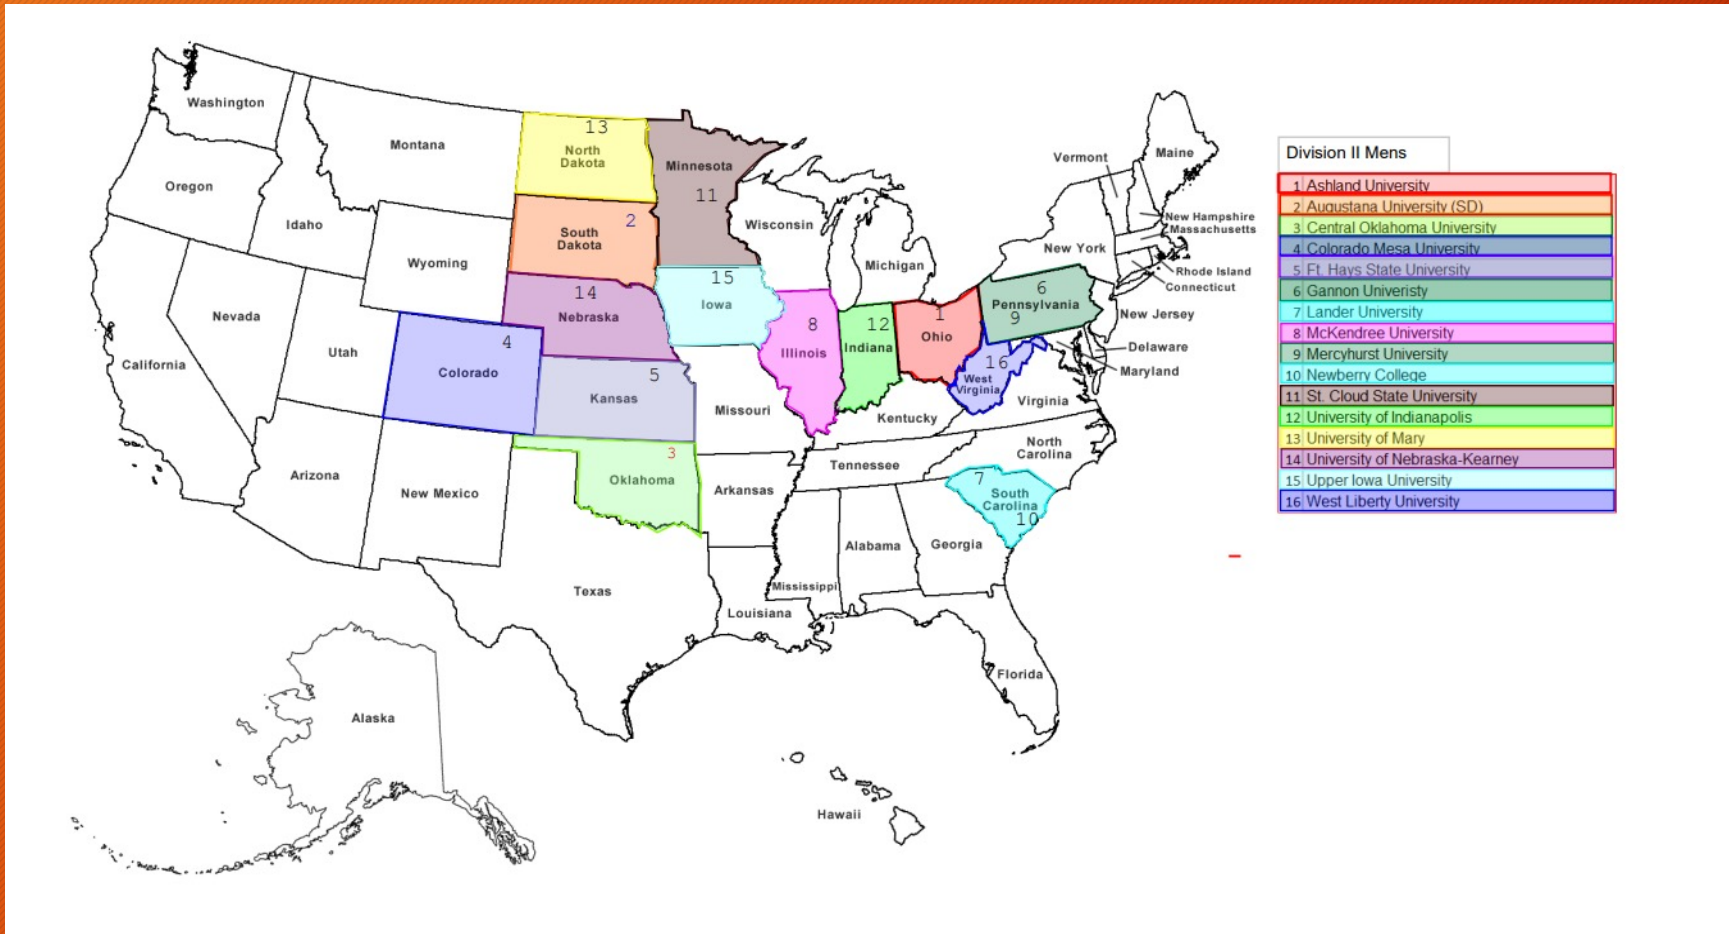 Washington
Montana
13
North
Dakota
Minnesota
11
Oregon
Idaho
Wyoming
2
South
Dakota
Wisconsin
Michigan
Vermont
Maine
New Hampshire
Massachusetts
New York
Rhode Island
Connecticut
New Jersey
Delaware
Maryland
15
Iowa
14
Nebraska
Nevada
Utah
California
4
Colorado
5
Kansas
Missouri
8
Illinois
12
Indiana
1
Ohio
6
Pennsylvania
9
16
West
Virginia
Virginia
Kentucky
North
Carolina
Tennessee
7
South
Carolina
10
Arizona
New Mexico
3
Oklahoma
Arkansas
Texas
Louisiana
Mississippi
Alabama
Georgia
Florida
Alaska
Hawaii
Division II Mens
1 Ashland University
2 Augustana University (SD)
3 Central Oklahoma University
4 Colorado Mesa University
5 Ft. Hays State University
6 Gannon Univeristy
7 Lander University
8 McKendree University
9 Mercyhurst University
10 Newberry College
11 St. Cloud State University
12 University of Indianapolis
13 University of Mary
14 University of Nebraska-Kearney
15 Upper Iowa University
16 West Liberty University